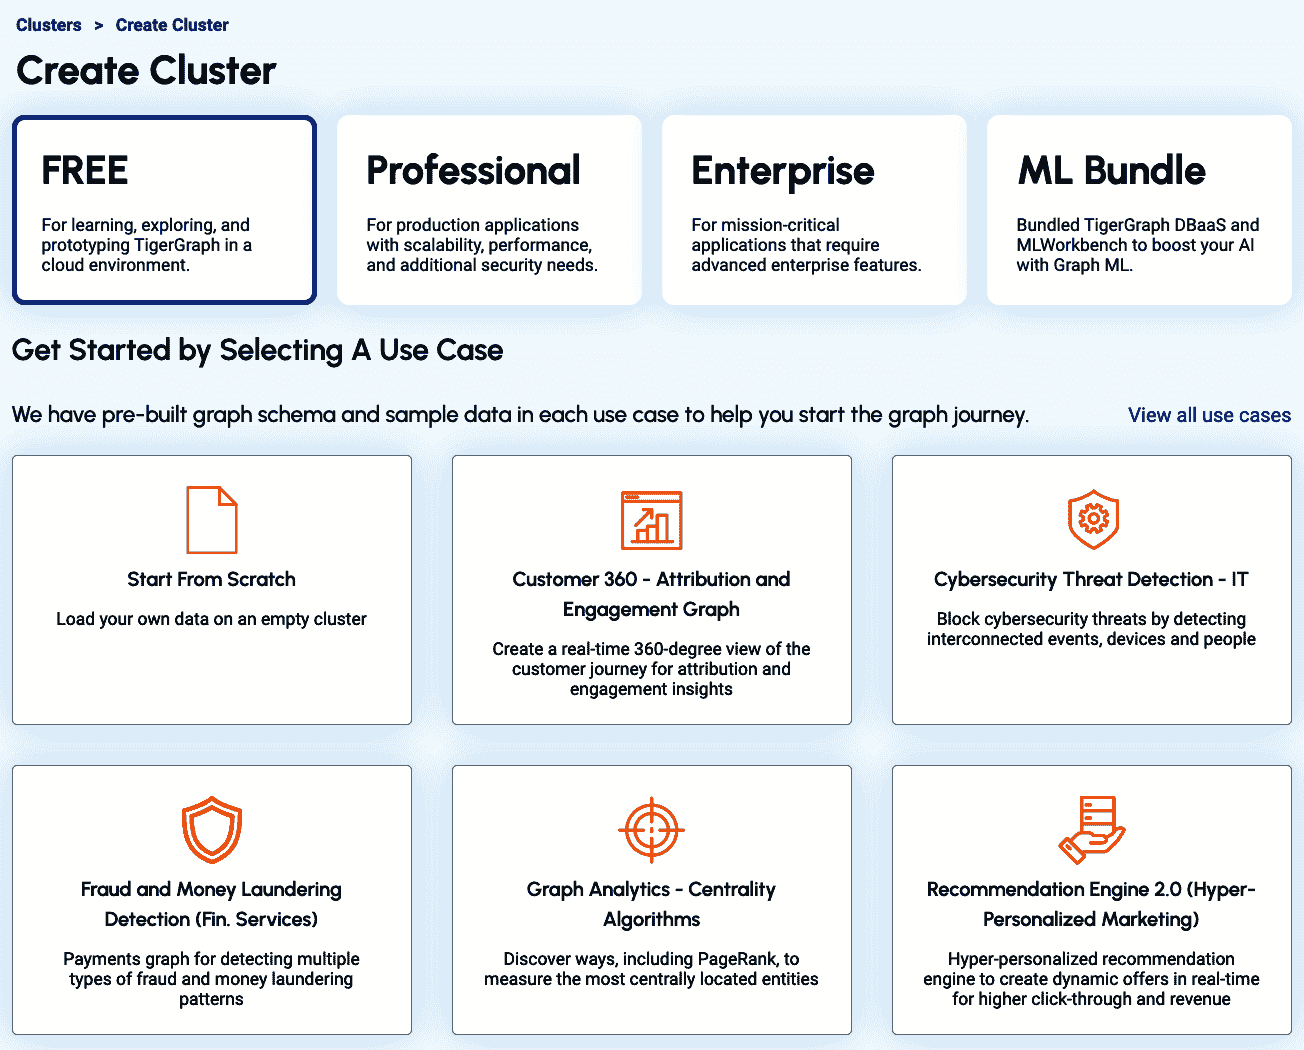 Clusters > Create Cluster
Create Cluster
FREE
For learning, exploring, and
prototyping TigerGraph in a
cloud environment.
Professional
For production applications
with scalability, performance,
and additional security needs.
Enterprise
For mission-critical
applications that require
advanced enterprise features.
ML Bundle
Bundled TigerGraph DBaaS and
MLWorkbench to boost your AI
with Graph ML.
Get Started by Selecting A Use Case
We have pre-built graph schema and sample data in each use case to help you start the graph journey.
View all use cases
Start From Scratch
Load your own data on an empty cluster
Customer 360 - Attribution and
Engagement Graph
Create a real-time 360-degree view of the
customer journey for attribution and
engagement insights
Cybersecurity Threat Detection - IT
Block cybersecurity threats by detecting
interconnected events, devices and people
Fraud and Money Laundering
Detection (Fin. Services)
Payments graph for detecting multiple
types of fraud and money laundering
patterns
Graph Analytics - Centrality
Algorithms
Discover ways, including PageRank, to
measure the most centrally located entities
Recommendation Engine 2.0 (Hyper-
Personalized Marketing)
Hyper-personalized recommendation
engine to create dynamic offers in real-time
for higher click-through and revenue